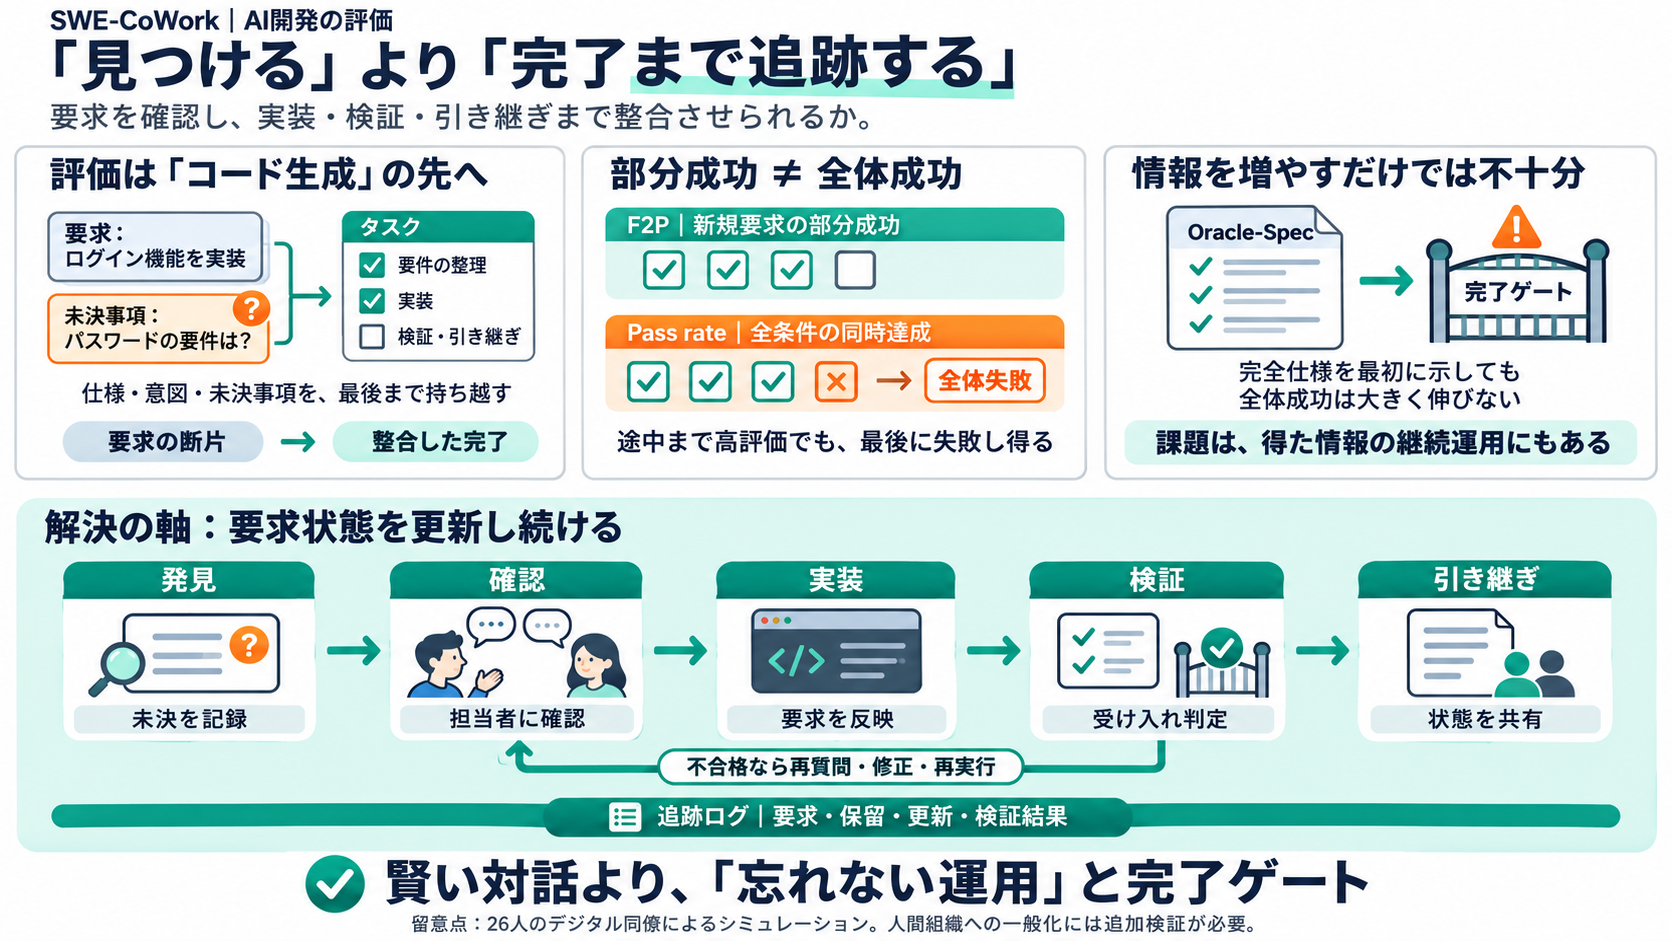 SWE-CoWork｜AI開発の評価
「見つける」より「完了まで追跡する」
要求を確認し、実装・検証・引き継ぎまで整合させられるか。
評価は「コード生成」の先へ
要求：
ログイン機能を実装
未決事項：
パスワードの要件は？
?
タスク
要件の整理
実装
検証・引き継ぎ
仕様・意図・未決事項を、最後まで持ち越す
要求の断片
整合した完了
部分成功 ≠ 全体成功
F2P｜新規要求の部分成功
Pass rate｜全条件の同時達成
全体失敗
途中まで高評価でも、最後に失敗し得る
情報を増やすだけでは不十分
Oracle-Spec
!
完了ゲート
完全仕様を最初に示しても
全体成功は大きく伸びない
課題は、得た情報の継続運用にもある
解決の軸：要求状態を更新し続ける
発見
?
未決を記録
確認
担当者に確認
実装
</>
要求を反映
検証
受け入れ判定
引き継ぎ
状態を共有
不合格なら再質問・修正・再実行
追跡ログ｜要求・保留・更新・検証結果
賢い対話より、「忘れない運用」と完了ゲート
留意点：26人のデジタル同僚によるシミュレーション。人間組織への一般化には追加検証が必要。